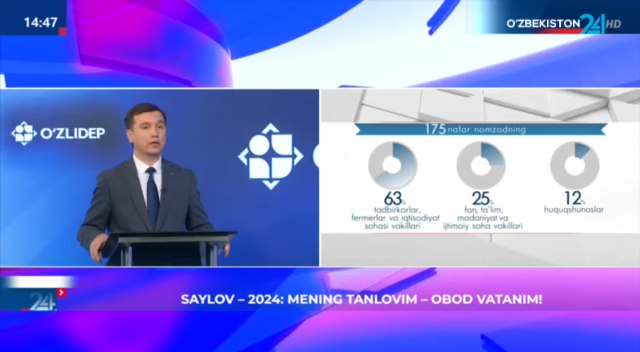 14:47
O'ZBEKISTON 24 HD
O'ZLIDEP
175 nafar nomzodning
63%
tadbirkorlar,
fermerlar va iqtisodiyot
sohasi vakillari
25%
fan, ta'lim,
madaniyat va
ijtimoiy soha vakillari
12%
huquqshunoslar
24
SAYLOV – 2024: MENING TANLOVIM – OBOD VATANIM!